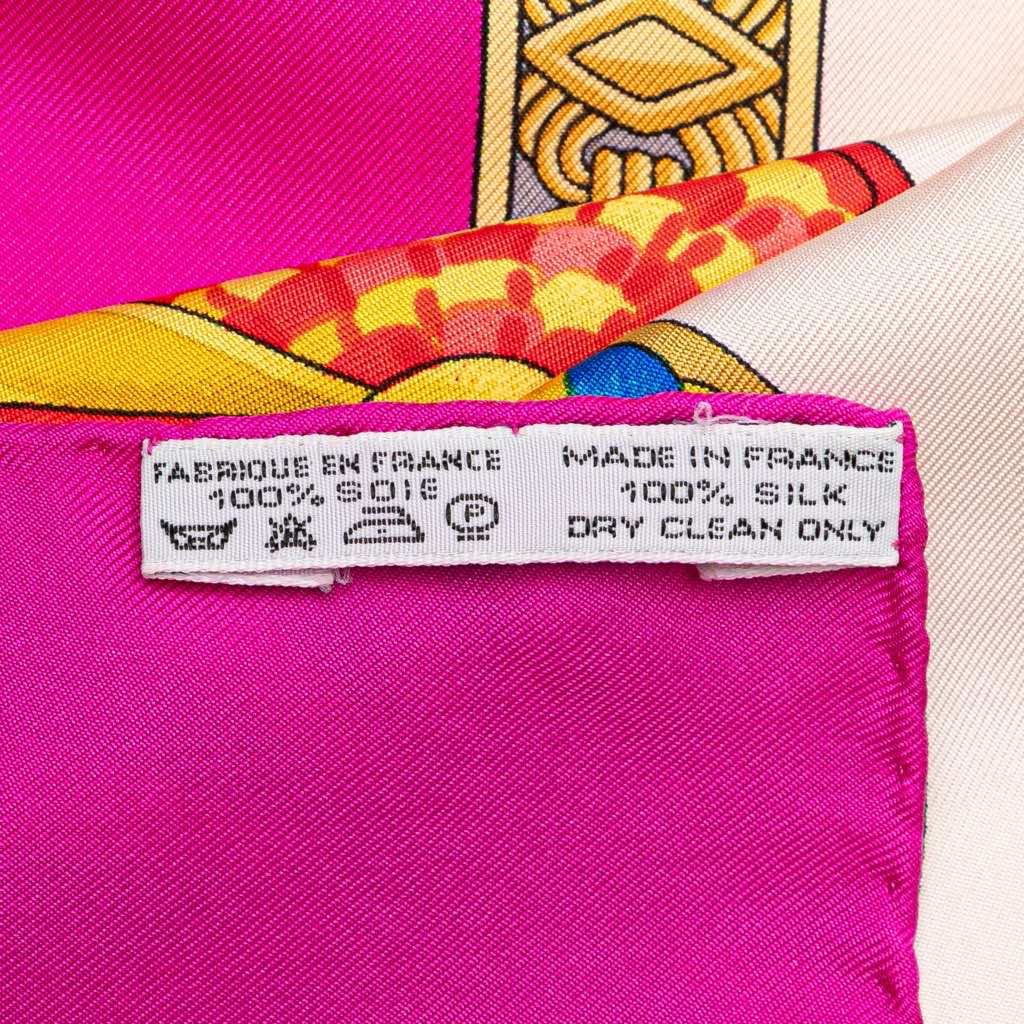 FABRIQUE EN FRANCE
100% SOIE
P
MADE IN FRANCE
100% SILK
DRY CLEAN ONLY